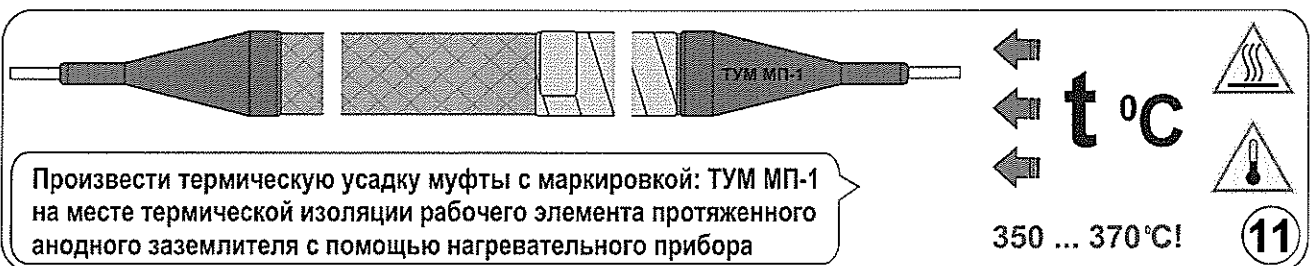 ТУМ МП-1
t ⁰C
Произвести термическую усадку муфты с маркировкой: ТУМ МП-1
на месте термической изоляции рабочего элемента протяженного
анодного заземлителя с помощью нагревательного прибора
350 ... 370°С!
11